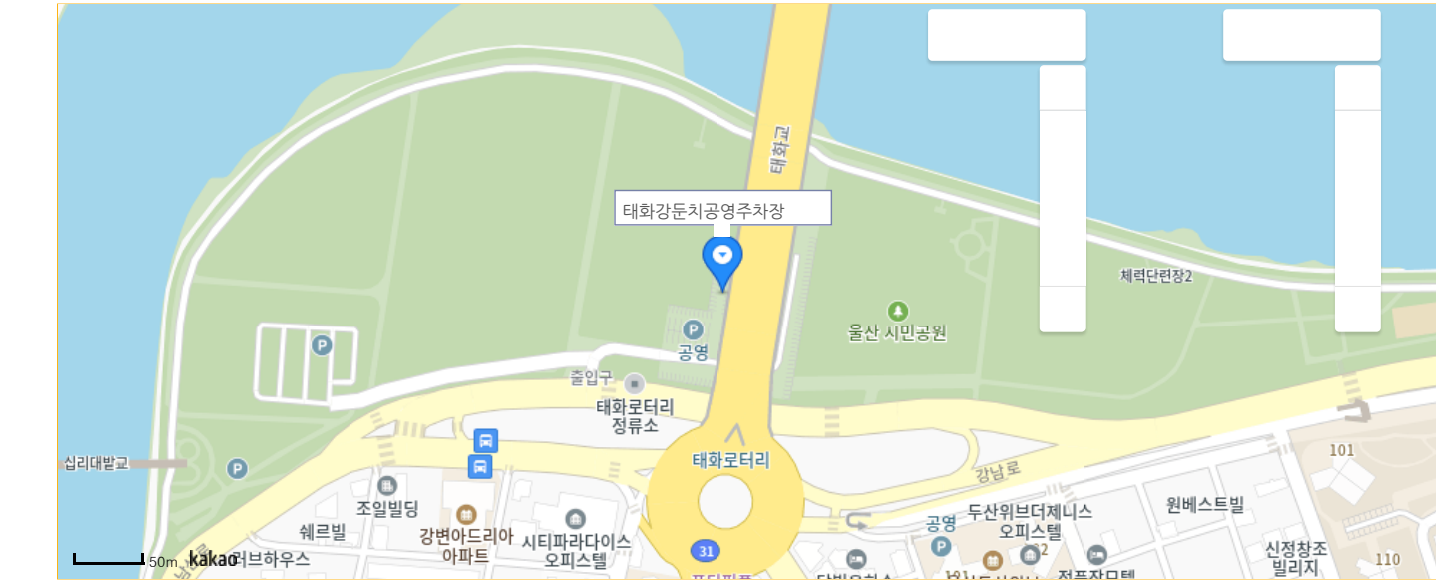 태화교
태화강둔치공영주차장
체력단련장2
울산 시민공원
공영
출입구
태화로터리
정류소
태화로터리
십리대밭교
강남로
101
조일빌딩
쉐르빌
강변아드리아
아파트
시티파라다이스
오피스텔
31
공영
두산위브더제니스
오피스텔
원베스트빌
신정창조
빌리지
110
50m
kakao
러브하우스